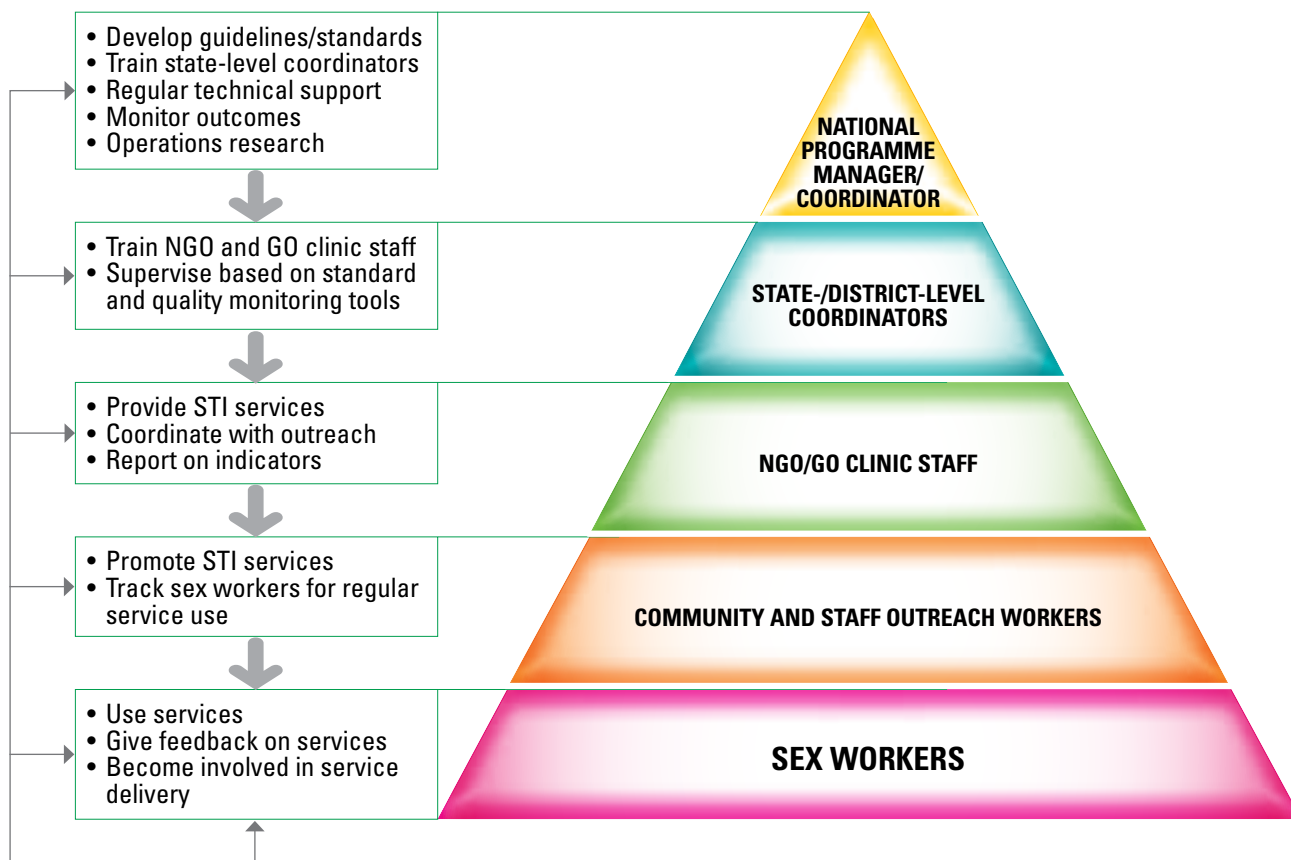 • Develop guidelines/standards
• Train state-level coordinators
• Regular technical support
• Monitor outcomes
• Operations research
NATIONAL
PROGRAMME
MANAGER/
COORDINATOR
• Train NGO and GO clinic staff
• Supervise based on standard
and quality monitoring tools
STATE-/DISTRICT-LEVEL
COORDINATORS
• Provide STI services
• Coordinate with outreach
• Report on indicators
NGO/GO CLINIC STAFF
• Promote STI services
• Track sex workers for regular
service use
COMMUNITY AND STAFF OUTREACH WORKERS
• Use services
• Give feedback on services
• Become involved in service
delivery
SEX WORKERS